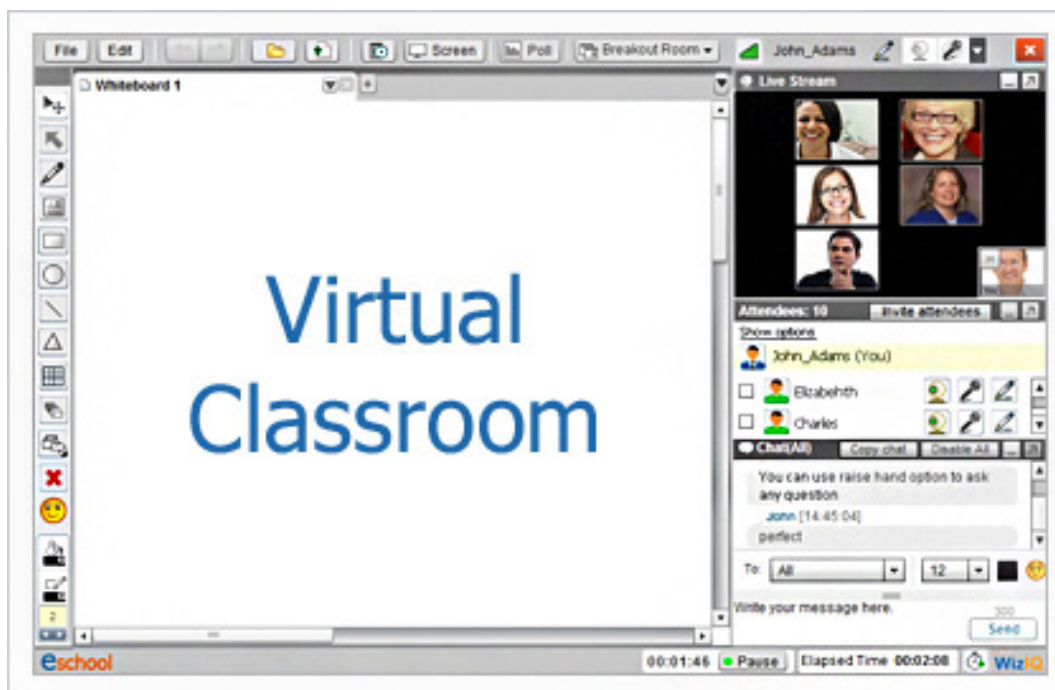 File Edit Screen Poll Breakout Room John_Adams
Whiteboard 1
Live Stream
Virtual
Classroom
Attendees: 10 Invite attendees
Show options
John_Adams (You)
Elizabehth
Charles
Chat(All) Copy chat Disable All
You can use raise hand option to ask
any question
John [14:45:04]
perfect
To: All 12
Write your message here.
300
Send
2
eschool 00:01:46 Pause Elapsed Time 00:02:08 WizIQ